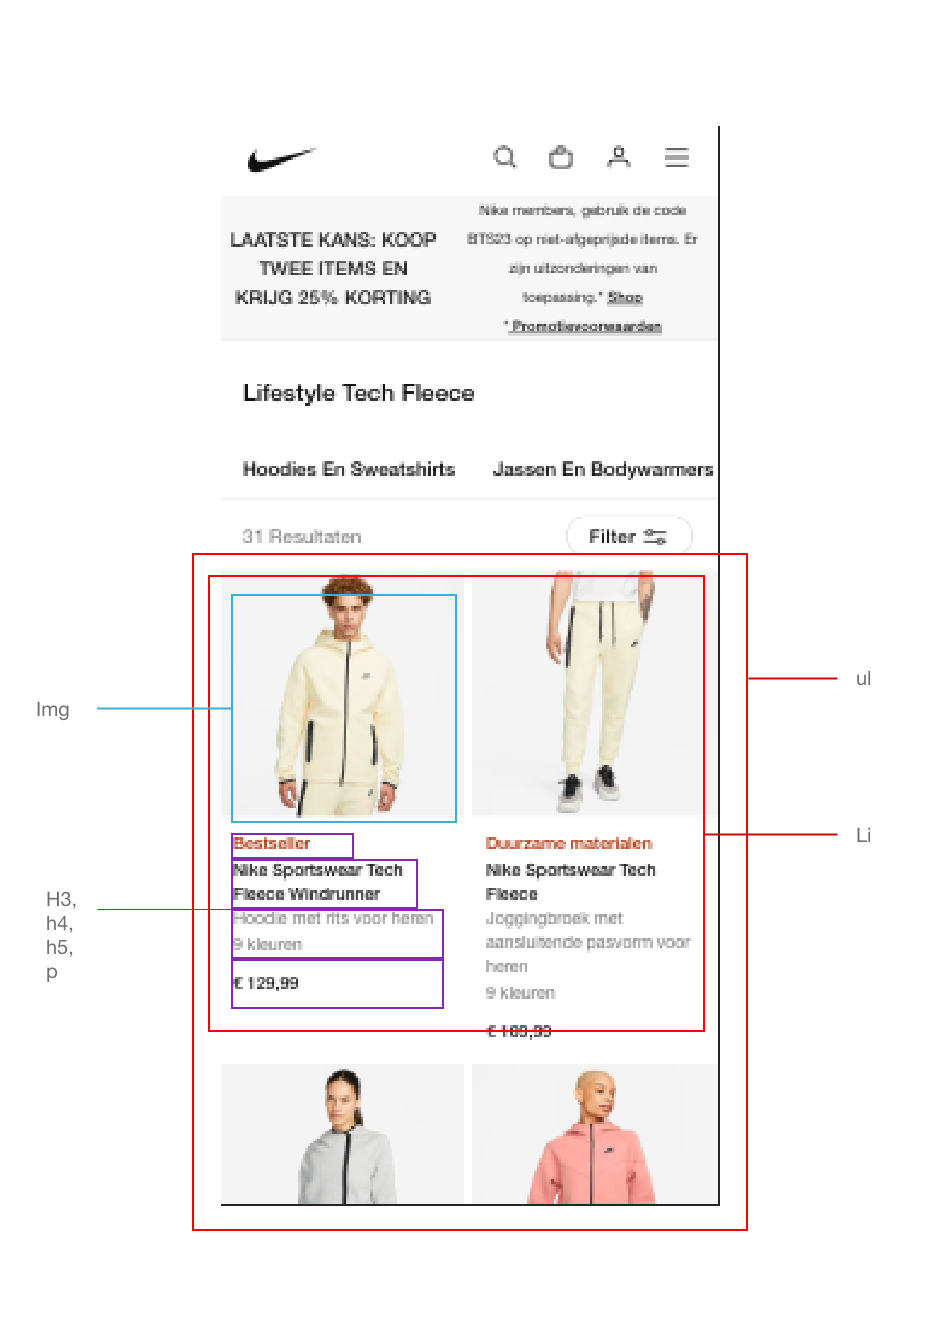 LAATSTE KANS: KOOP
TWEE ITEMS EN
KRIJG 25% KORTING
Nike members, gebruik de code
BTS23 op niet-afgeprijsde items. Er
zijn uitzonderingen van
toepassing.* Shop
* Promotievoorwaarden
Lifestyle Tech Fleece
Hoodies En Sweatshirts
Jassen En Bodywarmers
31 Resultaten
Filter
ul
Img
Li
H3,
h4,
h5,
p
Bestseller
Nike Sportswear Tech
Fleece Windrunner
Hoodie met rits voor heren
9 kleuren
€ 129,99
Duurzame materialen
Nike Sportswear Tech
Fleece
Joggingbroek met
aansluitende pasvorm voor
heren
9 kleuren
€ 109,99